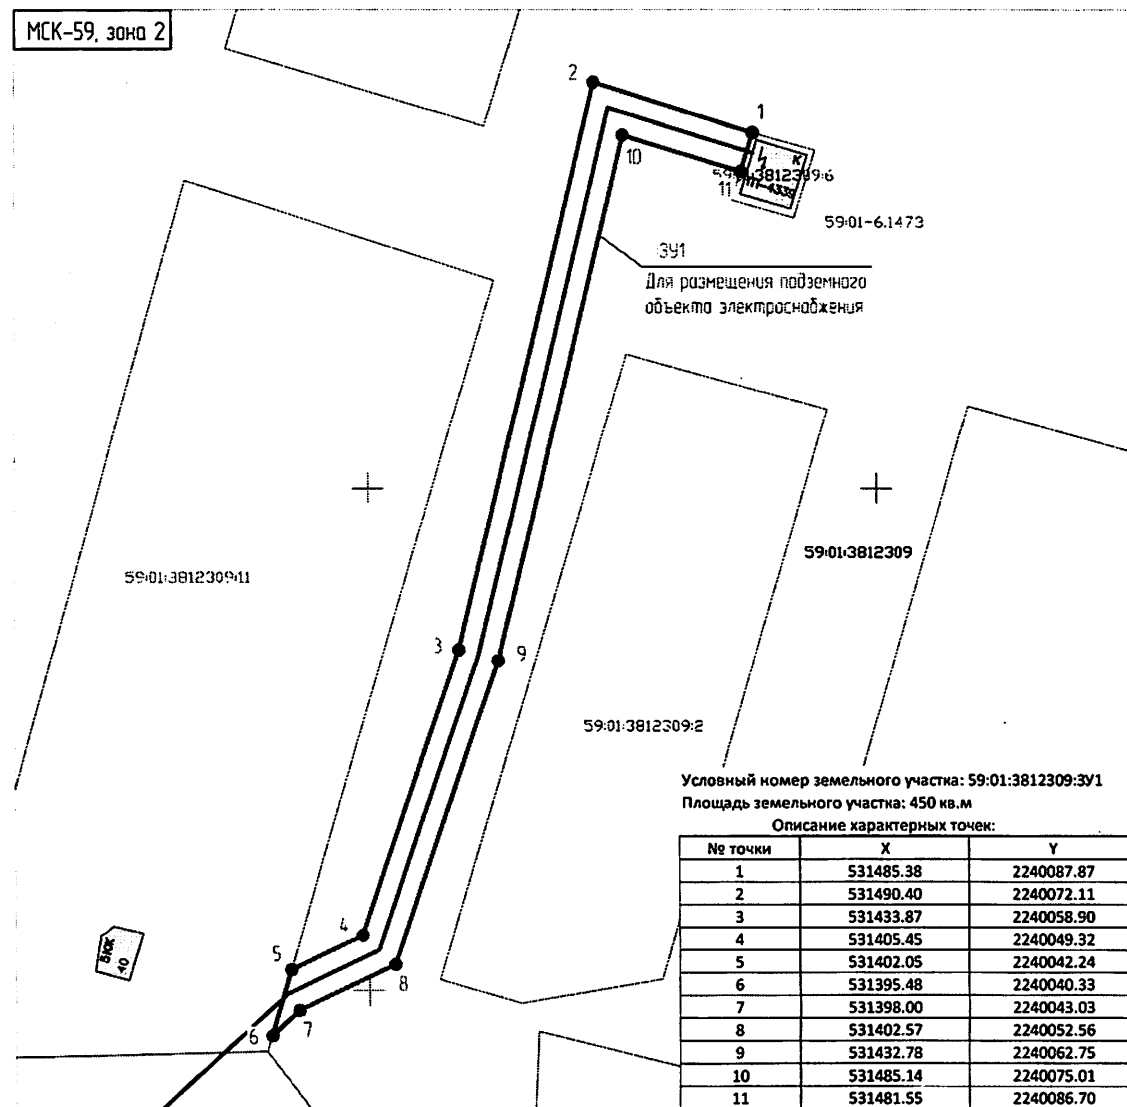 МСК-59, зона 2
2
1
10
К
59:01:3812309:6
ТП-4339
11
59:01-6.1473
:ЗУ1
Для размещения подземного
объекта электроснабжения
59:01:3812309
59:01:3812309:11
3
9
59:01:3812309:2
Условный номер земельного участка: 59:01:3812309:ЗУ1
Площадь земельного участка: 450 кв.м
Описание характерных точек:
№ точки X Y
1 531485.38 2240087.87
2 531490.40 2240072.11
3 531433.87 2240058.90
4 531405.45 2240049.32
5 531402.05 2240042.24
6 531395.48 2240040.33
7 531398.00 2240043.03
8 531402.57 2240052.56
9 531432.78 2240062.75
10 531485.14 2240075.01
11 531481.55 2240086.70
4
5
8
7
6
40